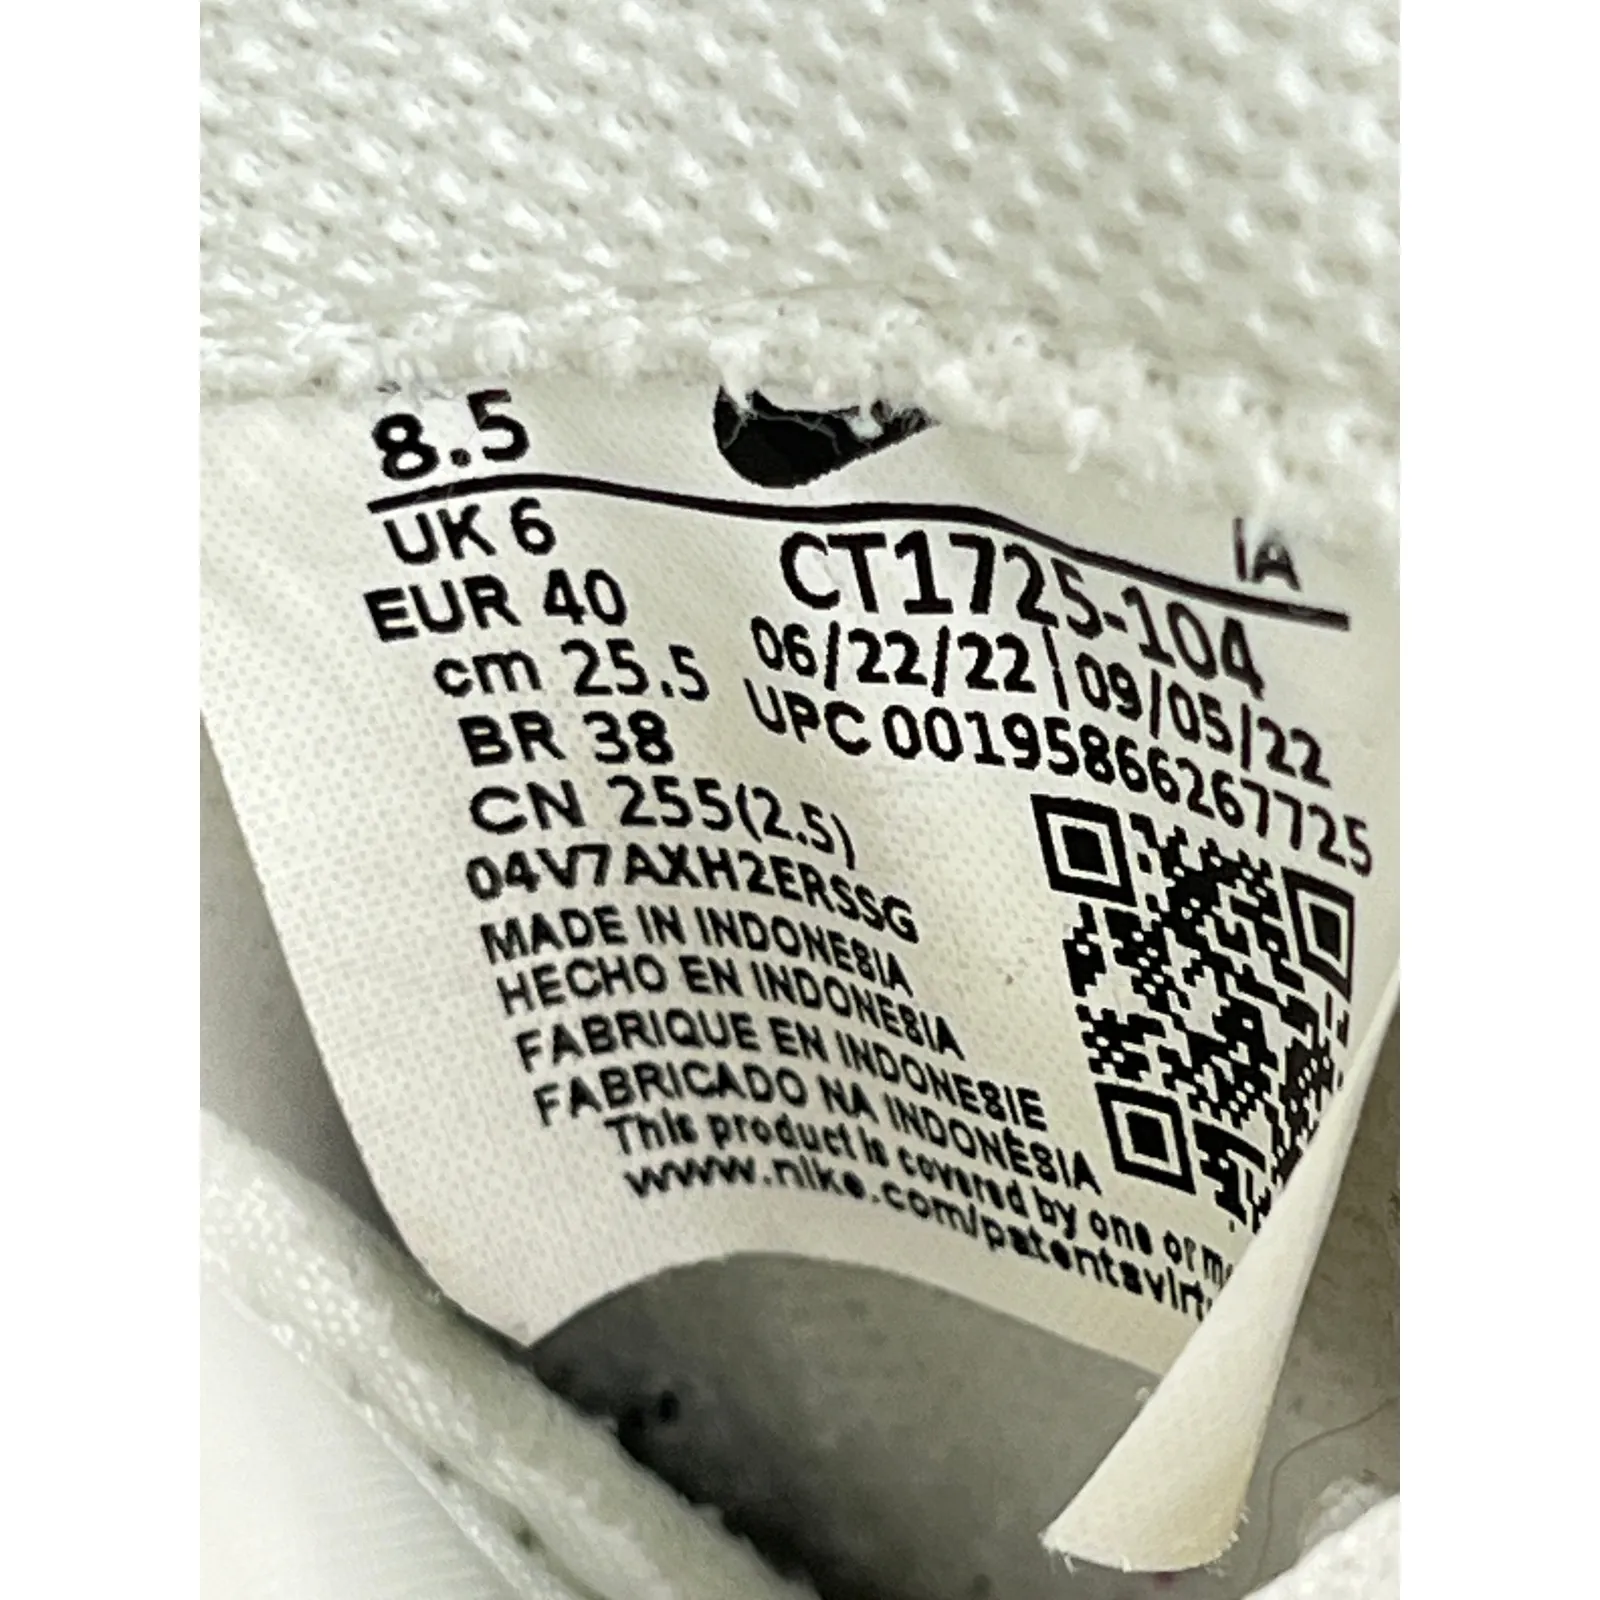 8.5
IA
UK 6
EUR 40
cm 25.5
BR 38
CN 255(2.5)
CT1725-104
06/22/22 | 09/05/22
UPC 00195866267725
04V7AXH2ERSSG
MADE IN INDONESIA
HECHO EN INDONESIA
FABRIQUE EN INDONESIE
FABRICADO NA INDONÉSIA
This product is covered by one or
www.nike.com/patents